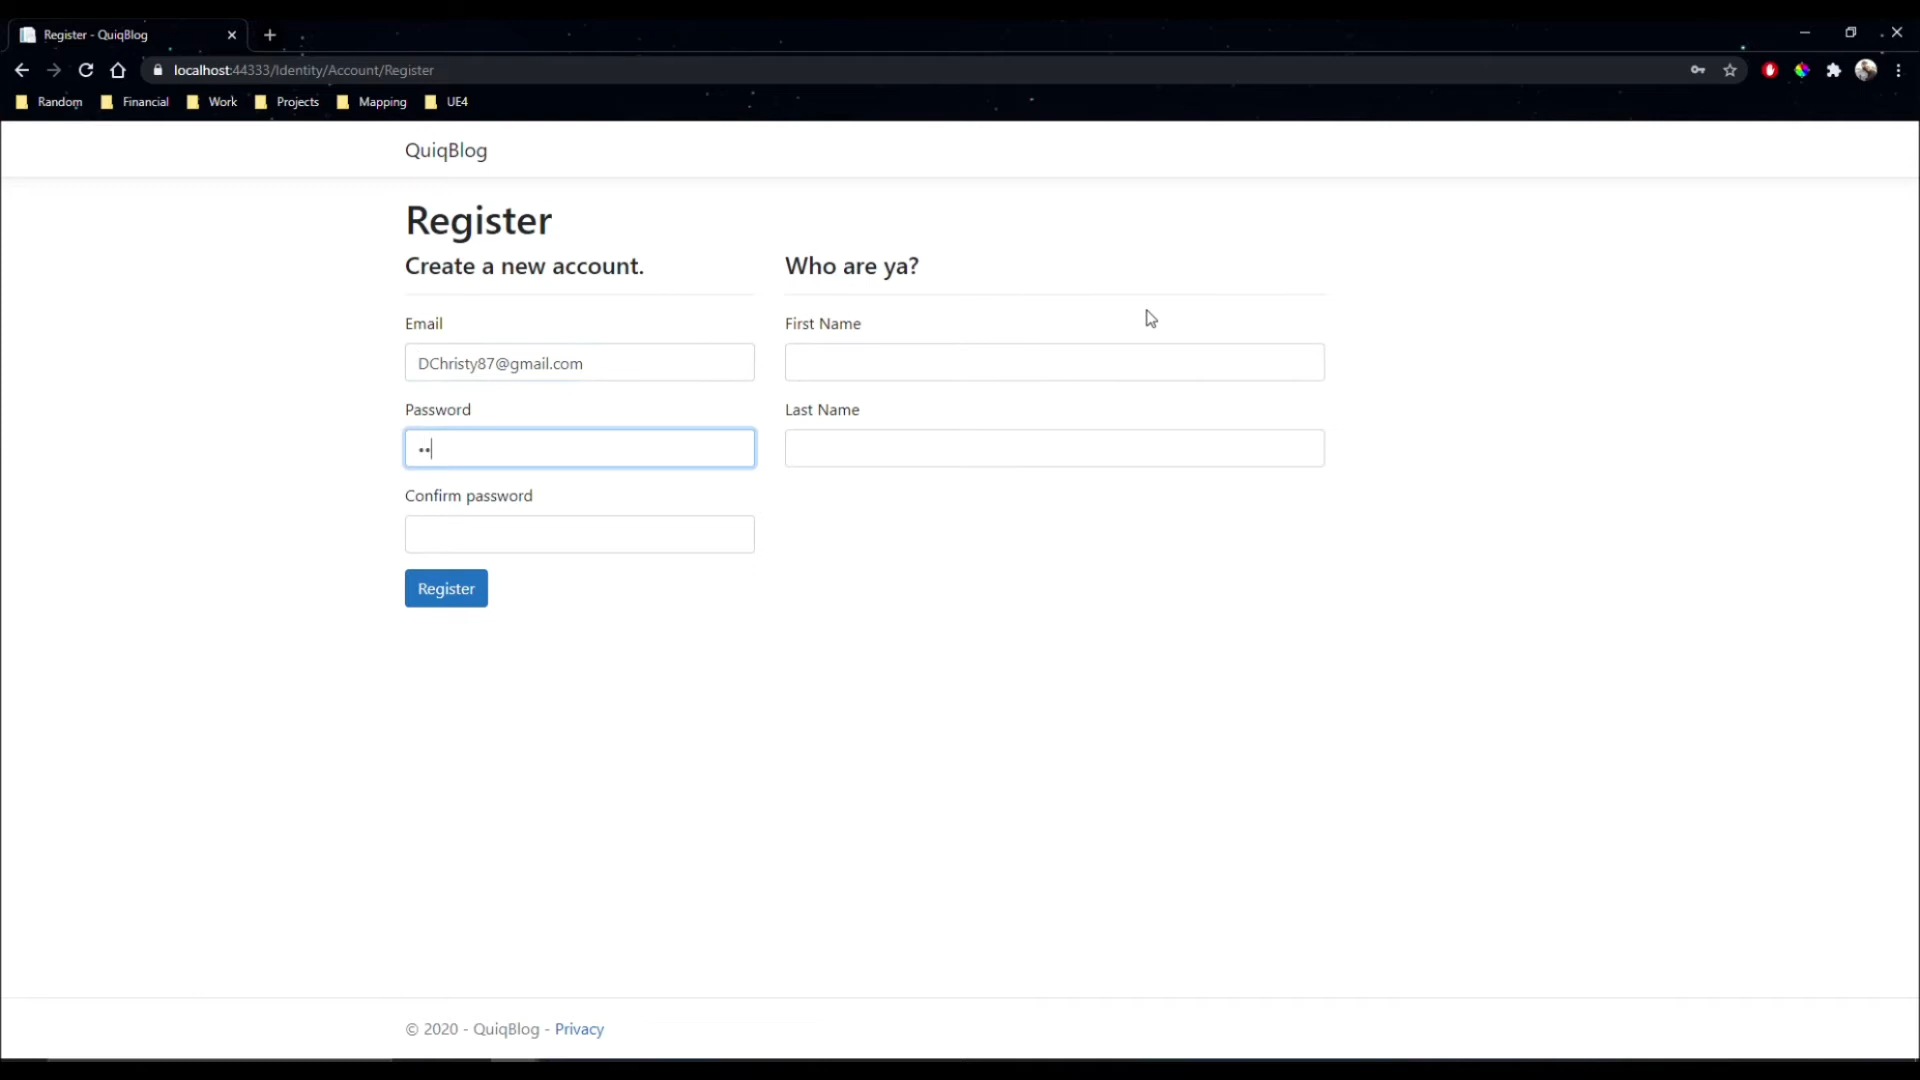 Register - QuiqBlog
localhost:44333/Identity/Account/Register
Random Financial Work Projects Mapping UE4
QuiqBlog
Register
Create a new account.
Who are ya?
Email
DChristy87@gmail.com
Password
••
Confirm password
Register
First Name
Last Name
© 2020 - QuiqBlog - Privacy